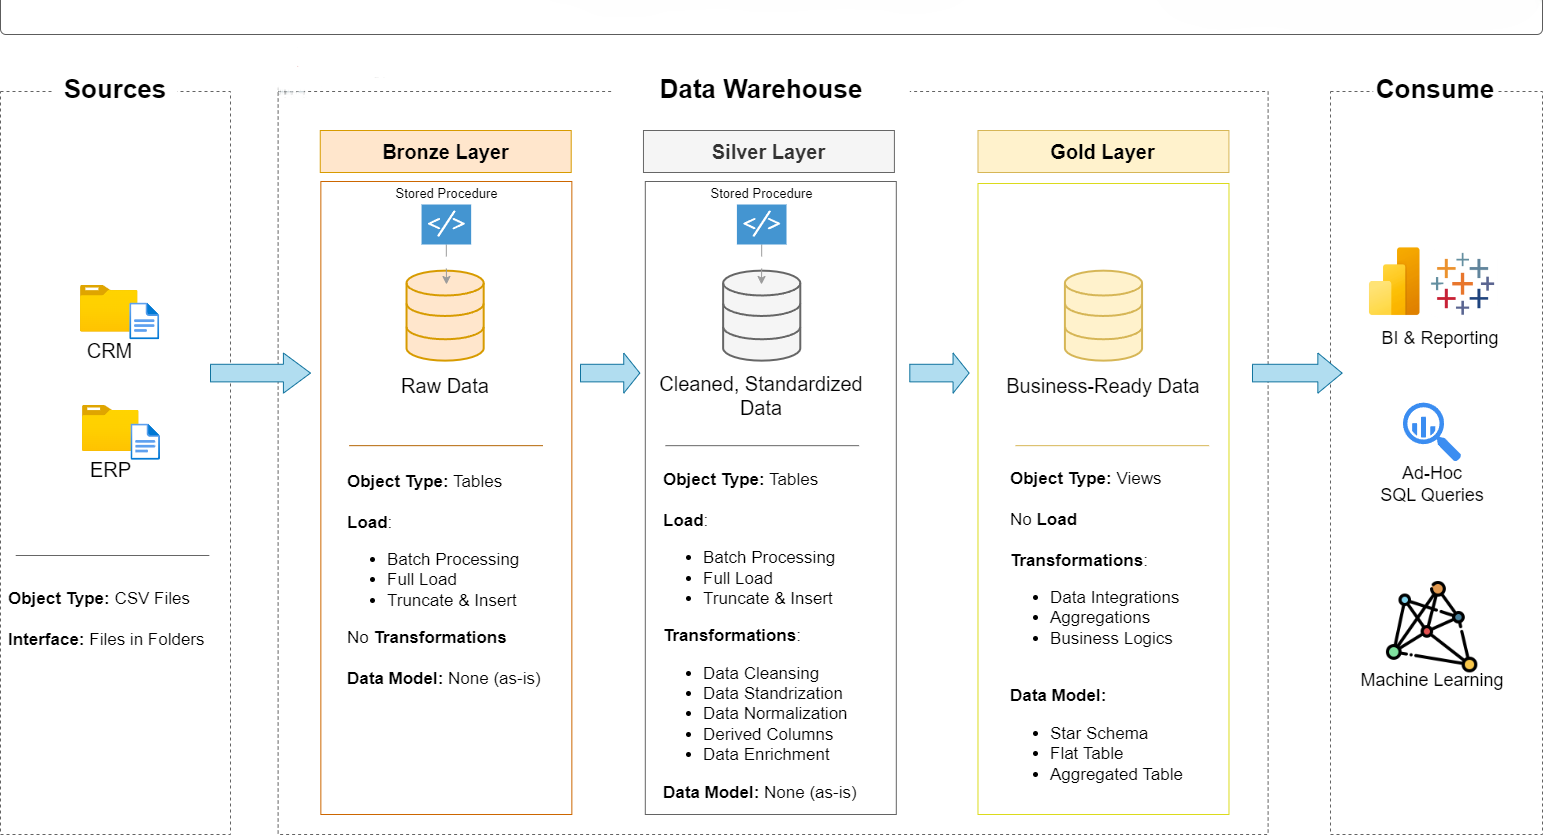 Sources
CRM
ERP
Object Type: CSV Files
Interface: Files in Folders
Data Warehouse
Bronze Layer
Stored Procedure
</>
Raw Data
Object Type: Tables
Load:
• Batch Processing
• Full Load
• Truncate & Insert
No Transformations
Data Model: None (as-is)
Silver Layer
Stored Procedure
</>
Cleaned, Standardized
Data
Object Type: Tables
Load:
• Batch Processing
• Full Load
• Truncate & Insert
Transformations:
• Data Cleansing
• Data Standrization
• Data Normalization
• Derived Columns
• Data Enrichment
Data Model: None (as-is)
Gold Layer
Business-Ready Data
Object Type: Views
No Load
Transformations:
• Data Integrations
• Aggregations
• Business Logics
Data Model:
• Star Schema
• Flat Table
• Aggregated Table
Consume
BI & Reporting
Ad-Hoc
SQL Queries
Machine Learning